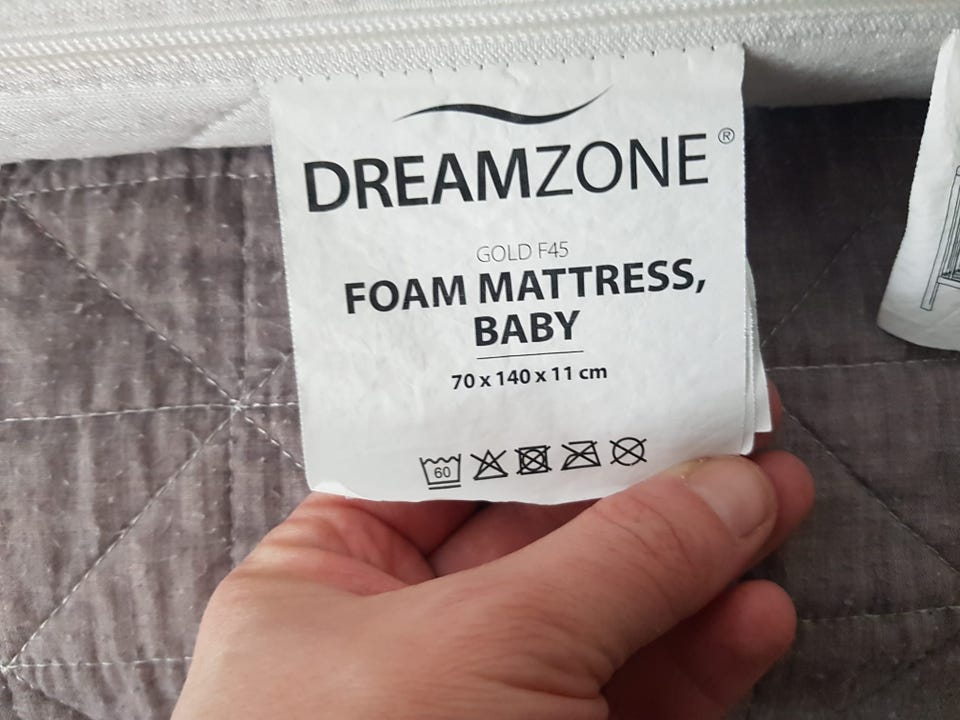 DREAMZONE®
GOLD F45
FOAM MATTRESS,
BABY
70 x 140 x 11 cm
60